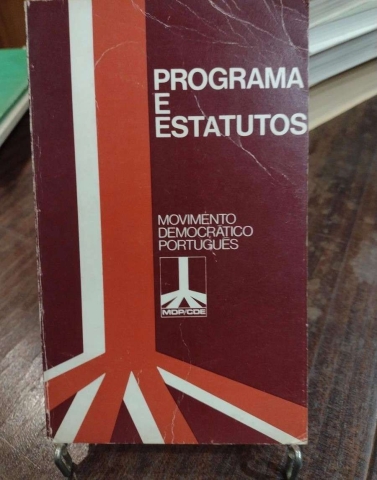 PROGRAMA
E
ESTATUTOS
MOVIMENTO
DEMOCRÁTICO
PORTUGUÊS
MDP/CDE